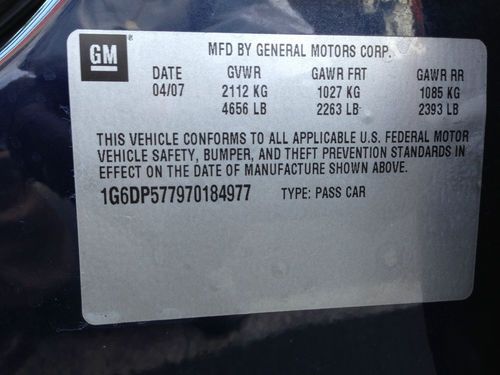 GM
MFD BY GENERAL MOTORS CORP.
DATE GVWR GAWR FRT GAWR RR
04/07 2112 KG 1027 KG 1085 KG
4656 LB 2263 LB 2393 LB
THIS VEHICLE CONFORMS TO ALL APPLICABLE U.S. FEDERAL MOTOR
VEHICLE SAFETY, BUMPER, AND THEFT PREVENTION STANDARDS IN
EFFECT ON THE DATE OF MANUFACTURE SHOWN ABOVE.
1G6DP577970184977 TYPE: PASS CAR